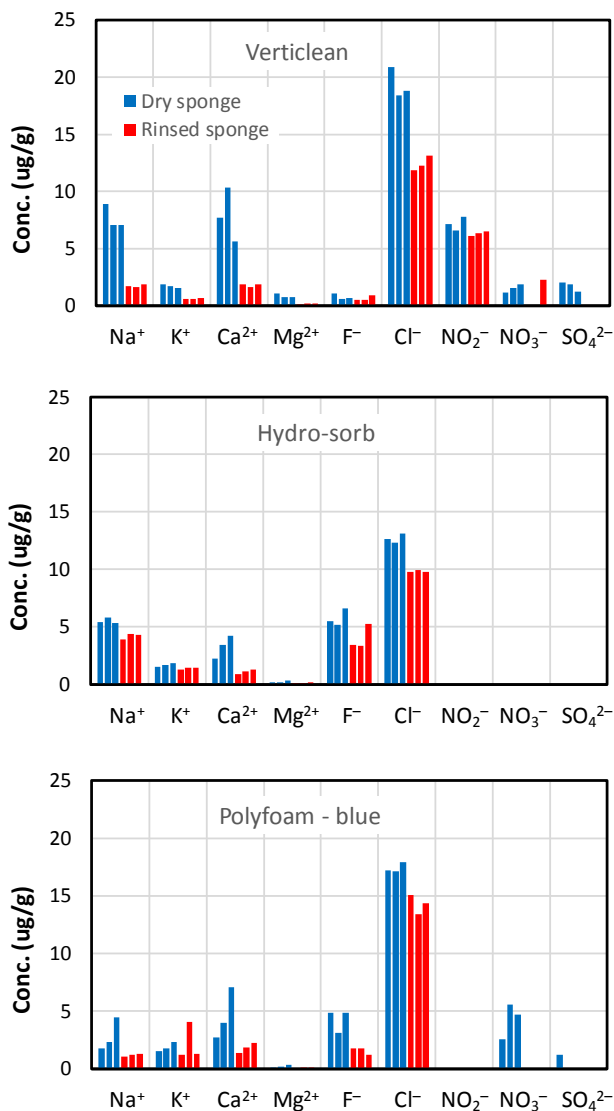 Verticlean
Dry sponge
Rinsed sponge
Conc. (ug/g)
25
20
15
10
5
0
Na⁺ K⁺ Ca²⁺ Mg²⁺ F⁻ Cl⁻ NO₂⁻ NO₃⁻ SO₄²⁻
Hydro-sorb
Conc. (ug/g)
25
20
15
10
5
0
Na⁺ K⁺ Ca²⁺ Mg²⁺ F⁻ Cl⁻ NO₂⁻ NO₃⁻ SO₄²⁻
Polyfoam - blue
Conc. (ug/g)
25
20
15
10
5
0
Na⁺ K⁺ Ca²⁺ Mg²⁺ F⁻ Cl⁻ NO₂⁻ NO₃⁻ SO₄²⁻